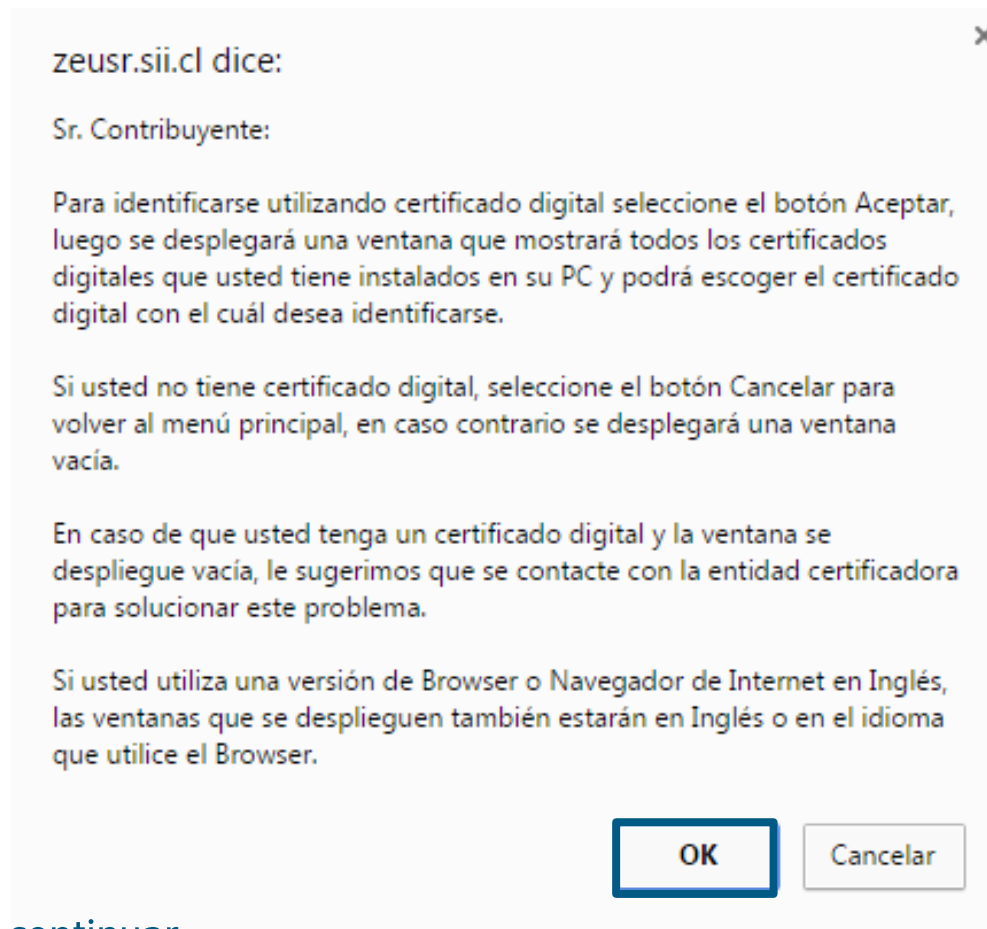 zeusr.sii.cl dice:
Sr. Contribuyente:
Para identificarse utilizando certificado digital seleccione el botón Aceptar,
luego se desplegará una ventana que mostrará todos los certificados
digitales que usted tiene instalados en su PC y podrá escoger el certificado
digital con el cuál desea identificarse.
Si usted no tiene certificado digital, seleccione el botón Cancelar para
volver al menú principal, en caso contrario se desplegará una ventana
vacía.
En caso de que usted tenga un certificado digital y la ventana se
despliegue vacía, le sugerimos que se contacte con la entidad certificadora
para solucionar este problema.
Si usted utiliza una versión de Browser o Navegador de Internet en Inglés,
las ventanas que se desplieguen también estarán en Inglés o en el idioma
que utilice el Browser.
OK Cancelar
continuar